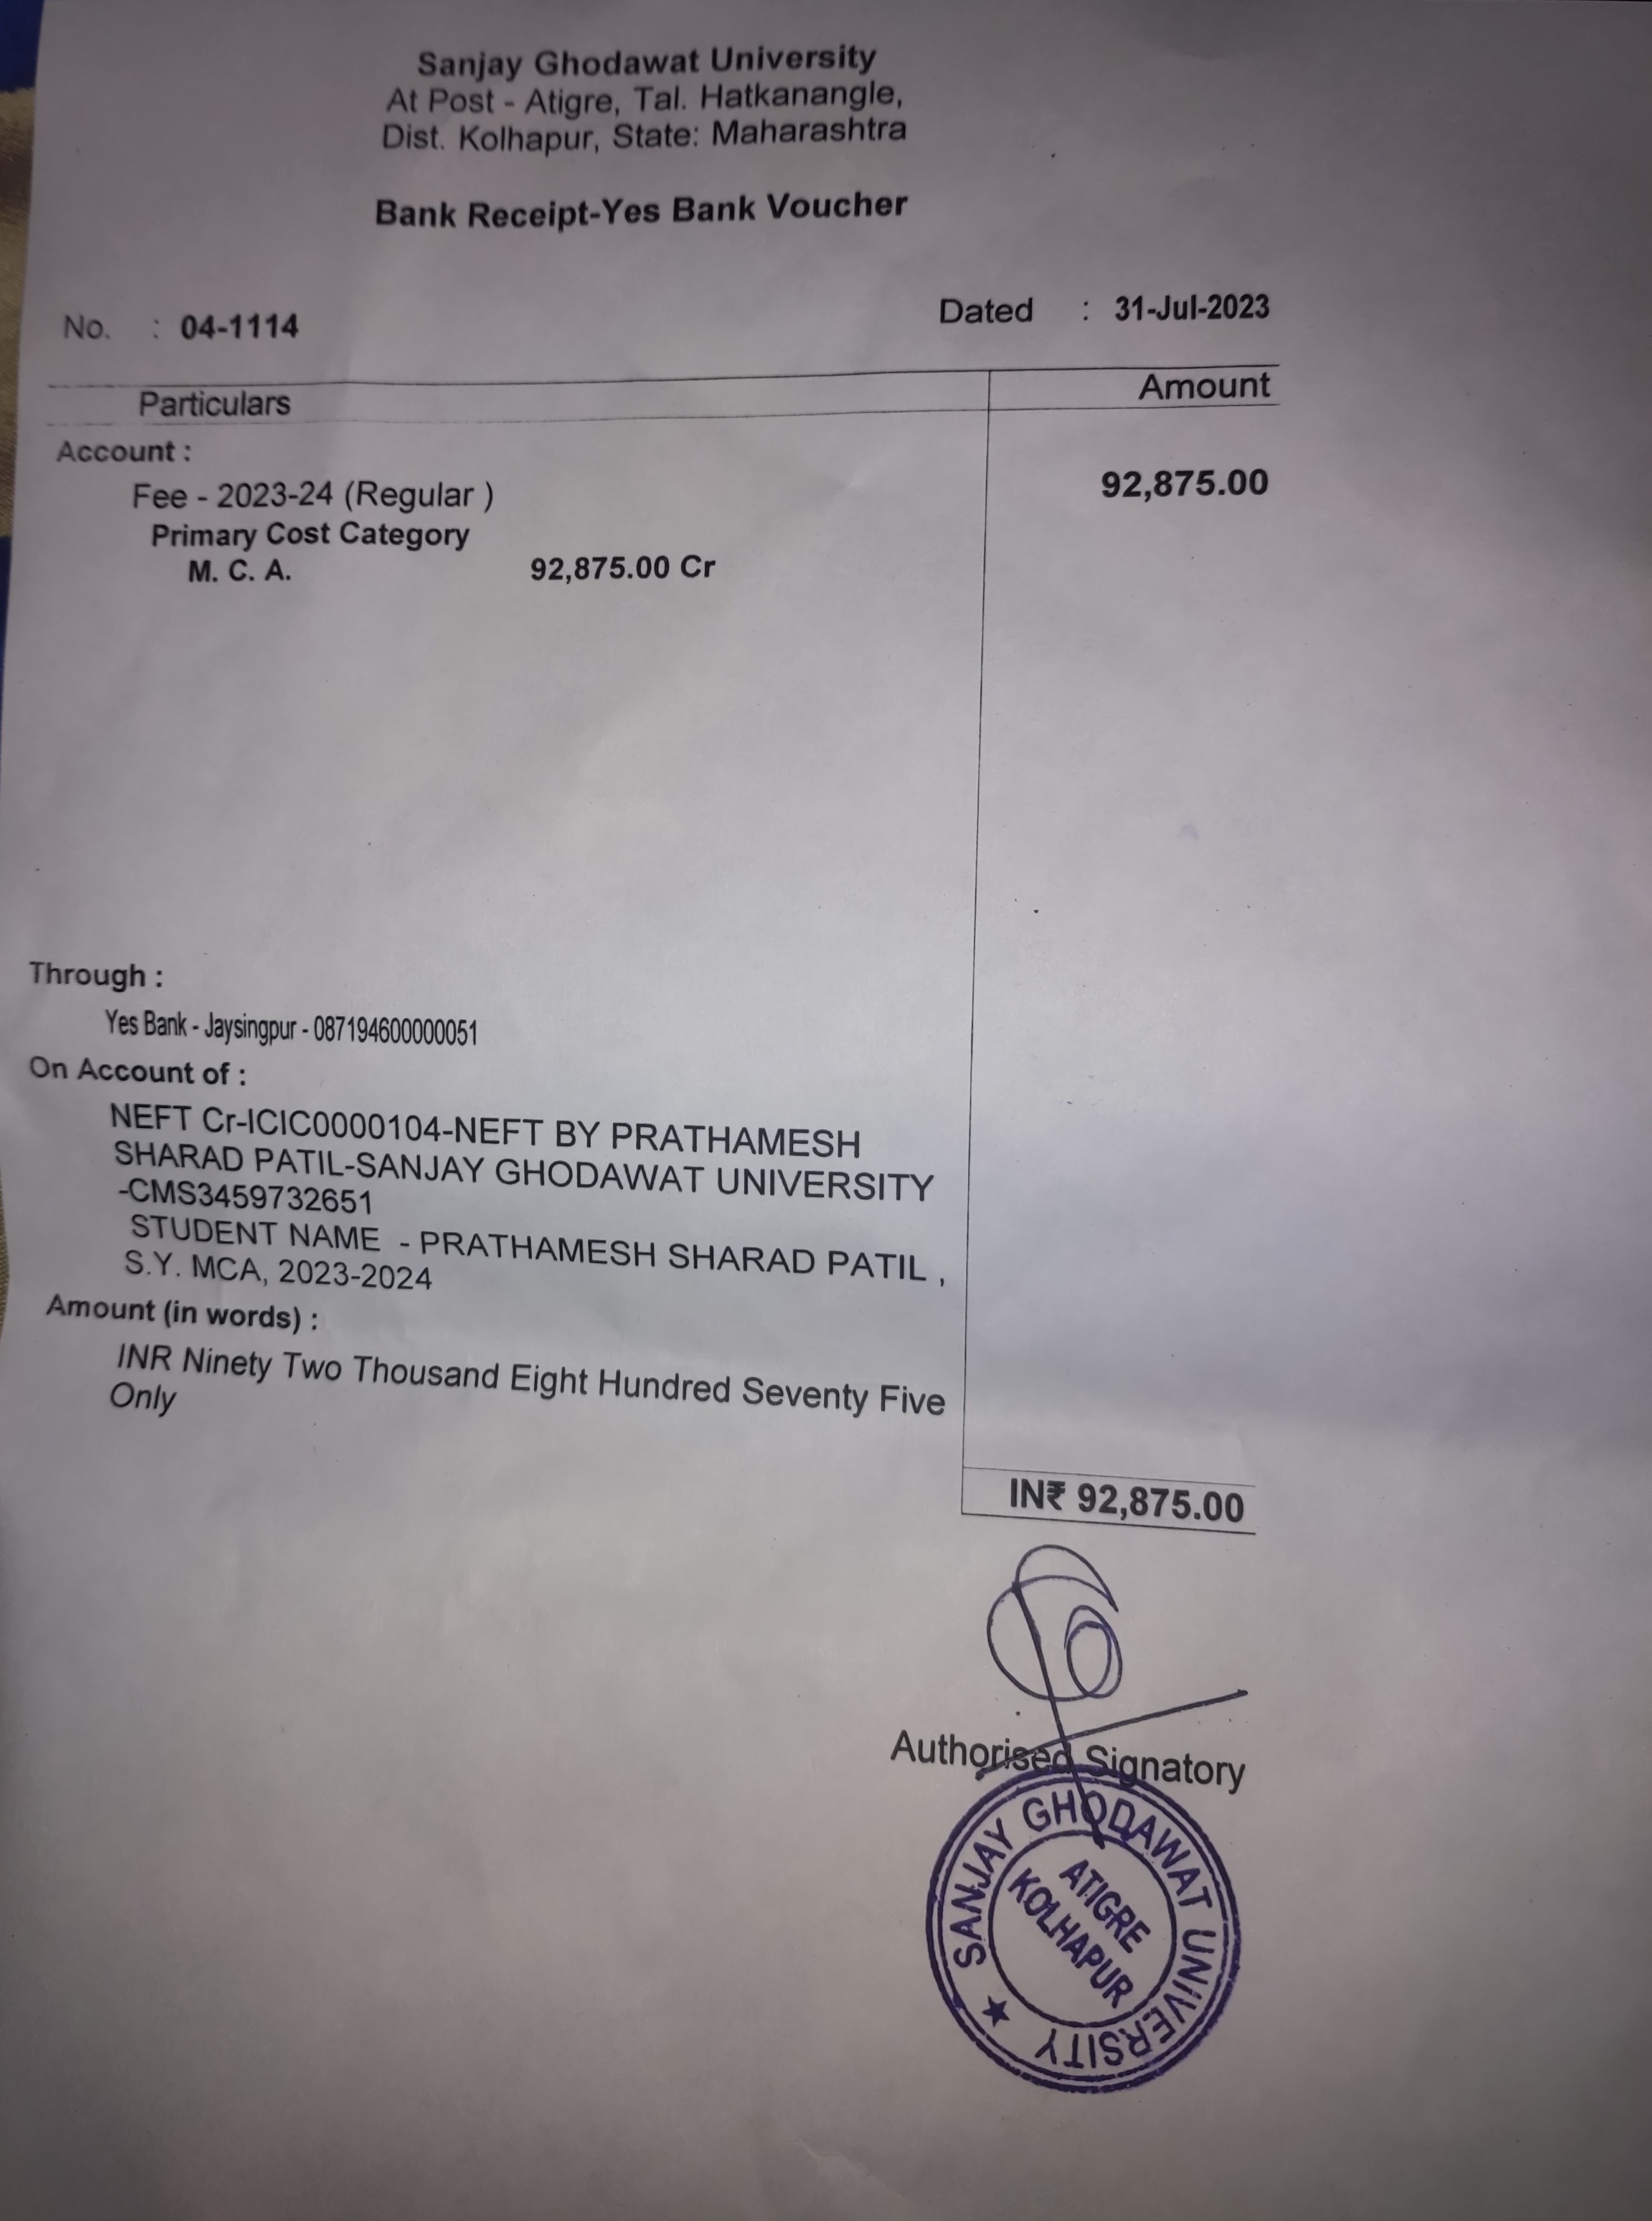 Sanjay Ghodawat University
At Post - Atigre, Tal. Hatkanangle,
Dist. Kolhapur, State: Maharashtra
Bank Receipt-Yes Bank Voucher
No. : 04-1114 Dated : 31-Jul-2023
Particulars Amount
Account :
Fee - 2023-24 (Regular ) 92,875.00
Primary Cost Category
M. C. A. 92,875.00 Cr
Through :
Yes Bank - Jaysingpur - 087194600000051
On Account of :
NEFT Cr-ICIC0000104-NEFT BY PRATHAMESH
SHARAD PATIL-SANJAY GHODAWAT UNIVERSITY
-CMS3459732651
STUDENT NAME - PRATHAMESH SHARAD PATIL ,
S.Y. MCA, 2023-2024
Amount (in words) :
INR Ninety Two Thousand Eight Hundred Seventy Five
Only
IN₹ 92,875.00
Authorised Signatory
SANJAY GHODAWAT UNIVERSITY ★
ATIGRE
KOLHAPUR